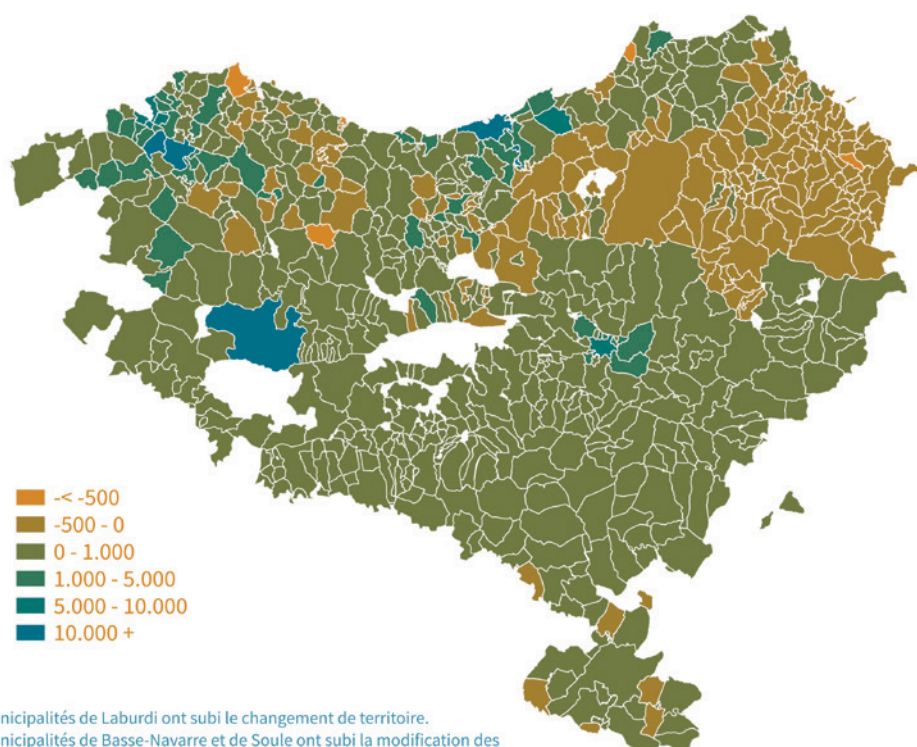 -< -500
-500 - 0
0 - 1.000
1.000 - 5.000
5.000 - 10.000
10.000 +
nicipalités de Laburdi ont subi le changement de territoire.
nicipalités de Basse-Navarre et de Soule ont subi la modification des